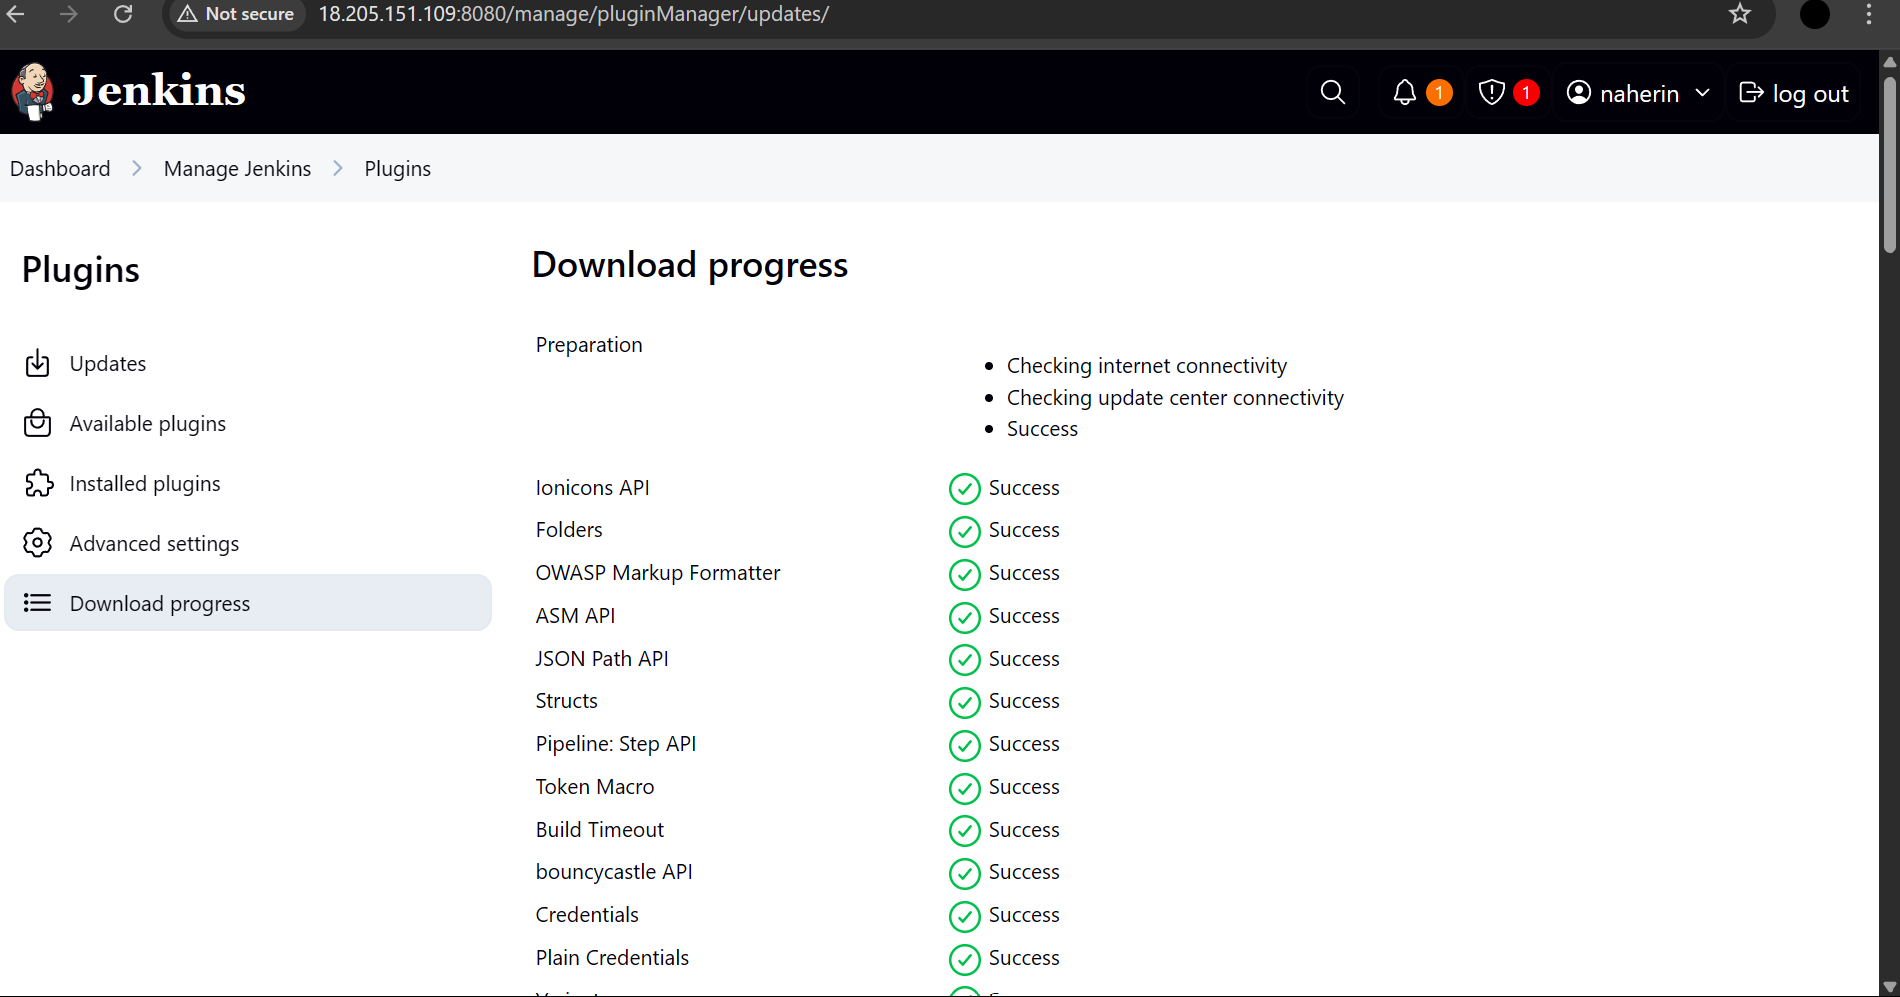 Not secure 18.205.151.109:8080/manage/pluginManager/updates/
Jenkins
1
1
naherin
log out
Dashboard
Manage Jenkins
Plugins
Plugins
Updates
Available plugins
Installed plugins
Advanced settings
Download progress
Download progress
Preparation
Checking internet connectivity
Checking update center connectivity
Success
Ionicons API Success
Folders Success
OWASP Markup Formatter Success
ASM API Success
JSON Path API Success
Structs Success
Pipeline: Step API Success
Token Macro Success
Build Timeout Success
bouncycastle API Success
Credentials Success
Plain Credentials Success